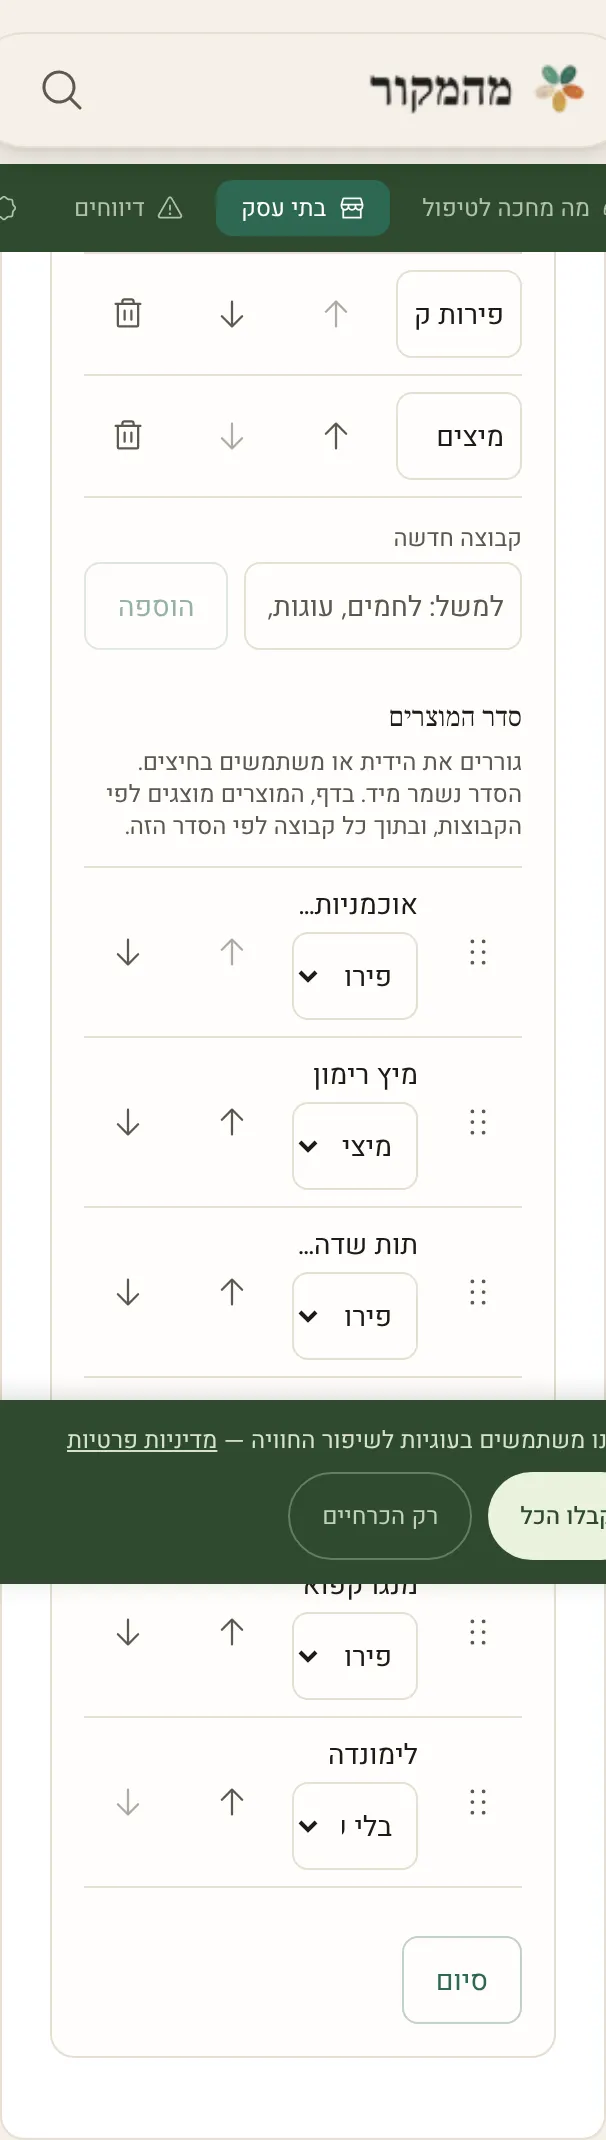 מהמקור
מה מחכה לטיפול
בתי עסק
דיווחים
פירות ק
מיצים
קבוצה חדשה
למשל: לחמים, עוגות,
הוספה
סדר המוצרים
גוררים את הידית או משתמשים בחיצים.
הסדר נשמר מיד. בדף, המוצרים מוצגים לפי
הקבוצות, ובתוך כל קבוצה לפי הסדר הזה.
אוכמניות...
פירו
מיץ רימון
מיצי
תות שדה...
פירו
נו משתמשים בעוגיות לשיפור החוויה — מדיניות פרטיות
קבלו הכל
רק הכרחיים
מנגו קפוא
פירו
לימונדה
בלי
סיום